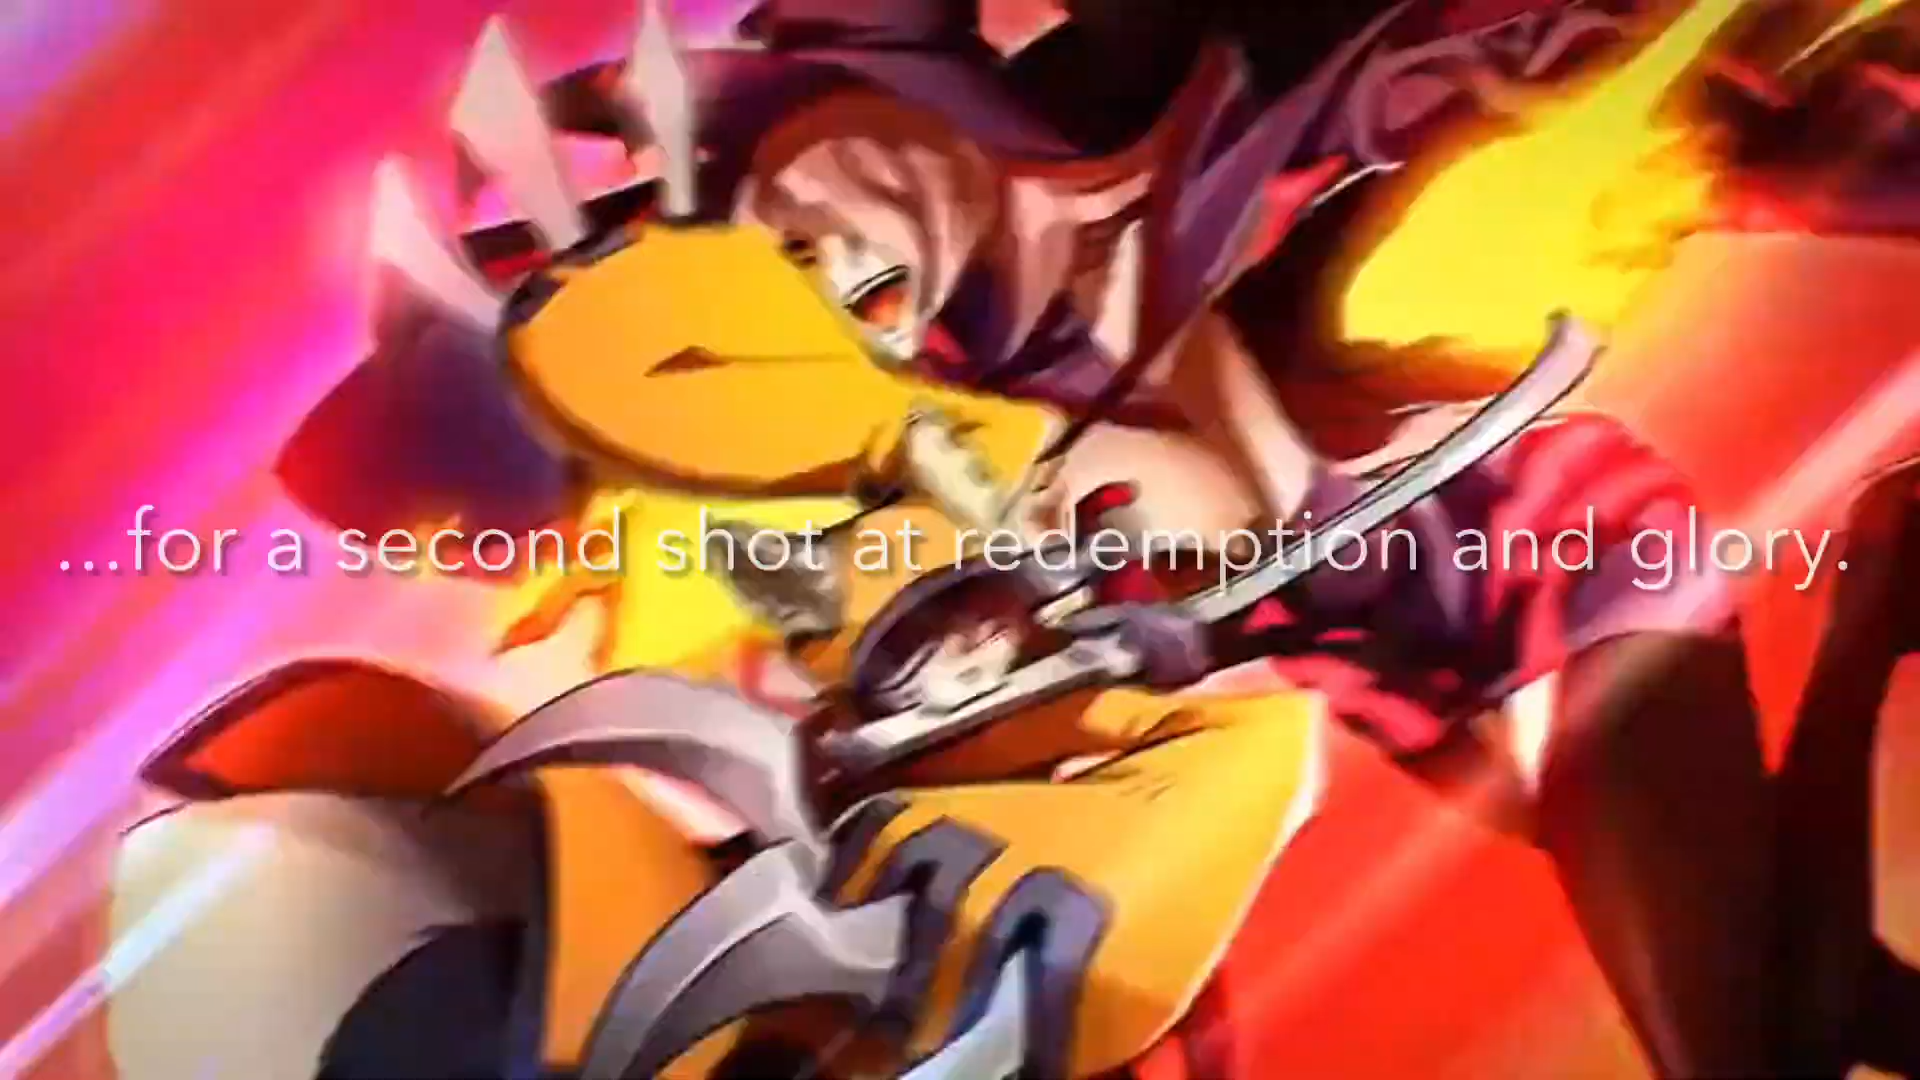 ...for a second shot at redemption and glory.